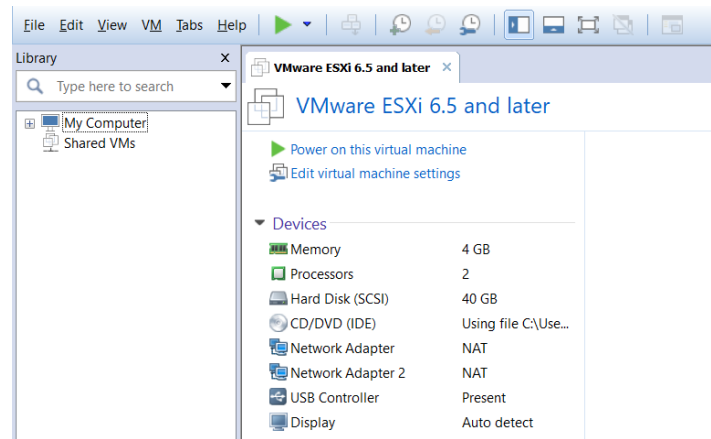 File Edit View VM Tabs Help
Library x
VMware ESXi 6.5 and later ×
Type here to search
VMware ESXi 6.5 and later
My Computer
Shared VMs
Power on this virtual machine
Edit virtual machine settings
Devices
Memory 4 GB
Processors 2
Hard Disk (SCSI) 40 GB
CD/DVD (IDE) Using file C:\Use...
Network Adapter NAT
Network Adapter 2 NAT
USB Controller Present
Display Auto detect